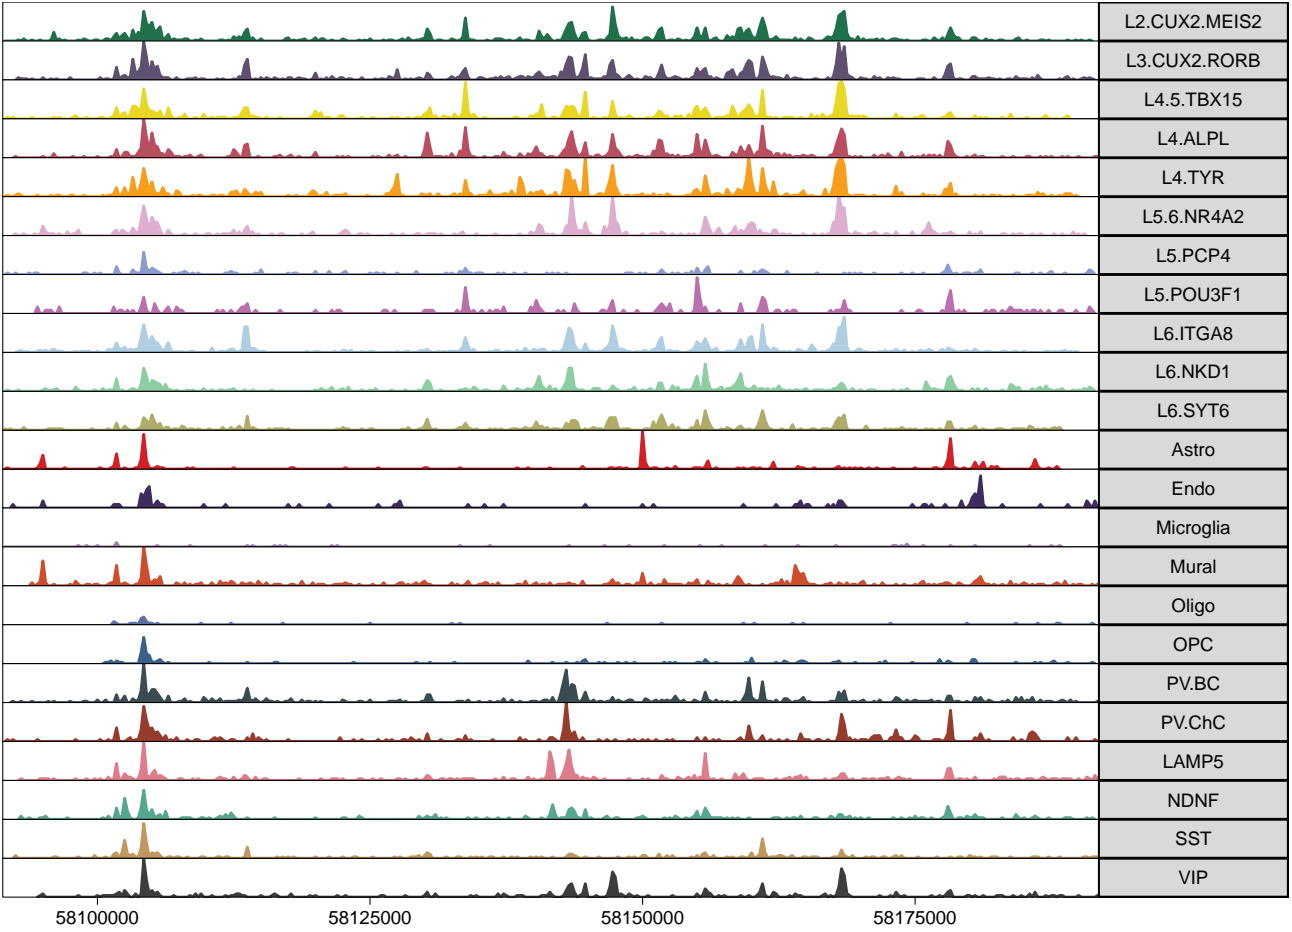 L2.CUX2.MEIS2
L3.CUX2.RORB
L4.5.TBX15
L4.ALPL
L4.TYR
L5.6.NR4A2
L5.PCP4
L5.POU3F1
L6.ITGA8
L6.NKD1
L6.SYT6
Astro
Endo
Microglia
Mural
Oligo
OPC
PV.BC
PV.ChC
LAMP5
NDNF
SST
VIP
58100000 58125000 58150000 58175000